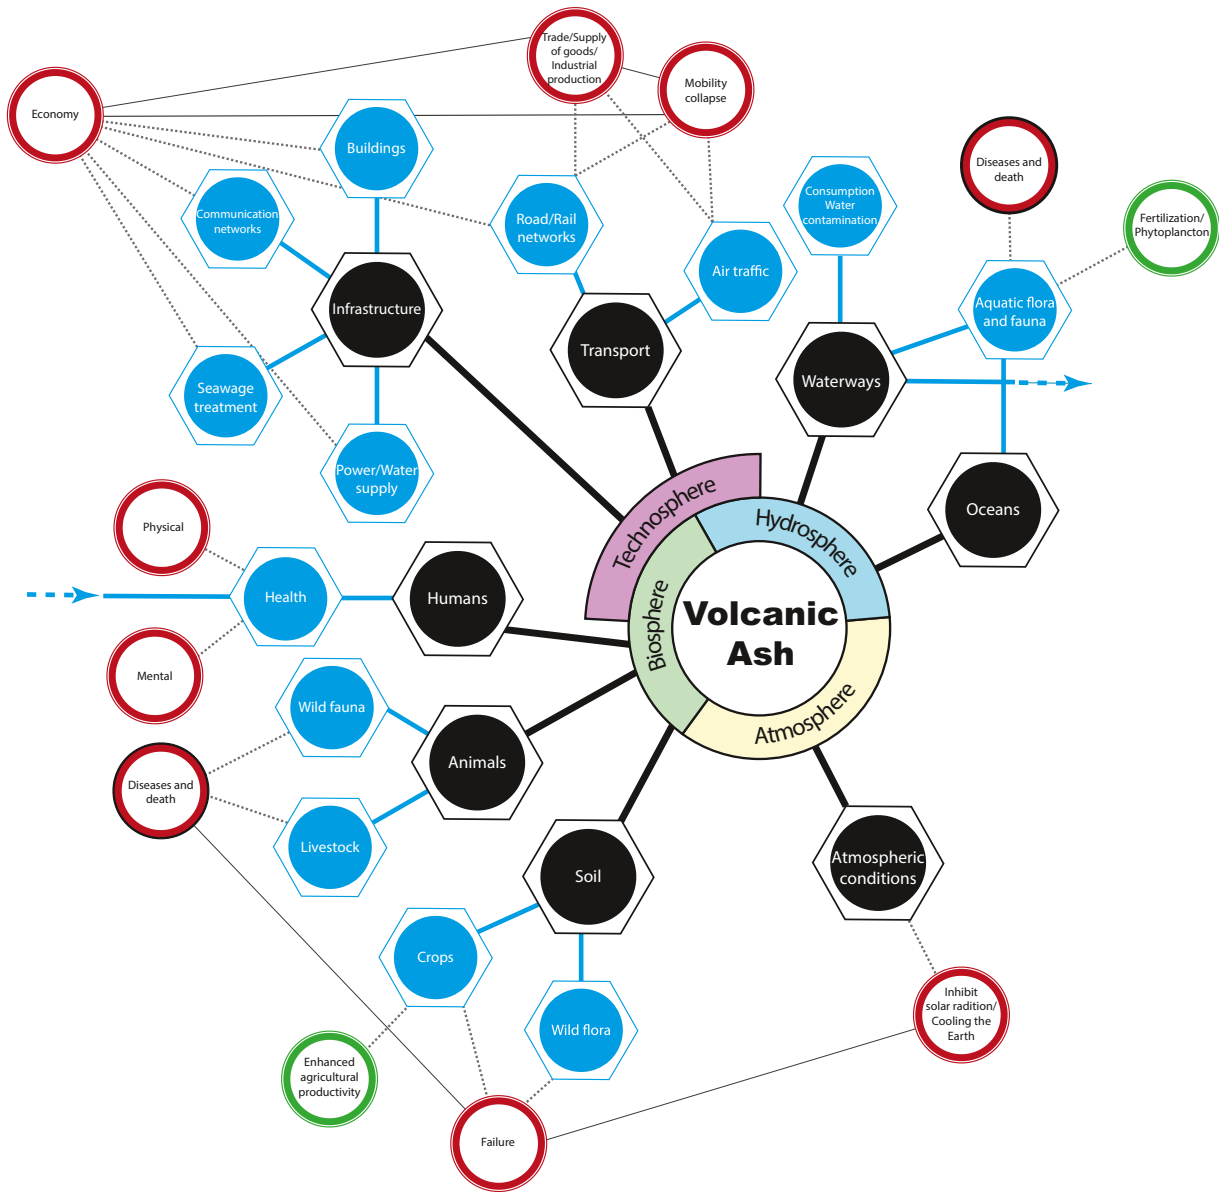 Trade/Supply
of goods/
Industrial
production
Mobility
collapse
Economy
Buildings
Diseases and
death
Communication
networks
Road/Rail
networks
Consumption
Water
contamination
Fertilization/
Phytoplancton
Air traffic
Aquatic flora
and fauna
Infrastructure
Transport
Waterways
Seawage
treatment
Power/Water
supply
Oceans
Technosphere
Hydrosphere
Physical
Health
Humans
Biosphere
Volcanic
Ash
Mental
Wild fauna
Atmosphere
Animals
Diseases and
death
Livestock
Soil
Atmospheric
conditions
Crops
Wild flora
Inhibit
solar radition/
Cooling the
Earth
Enhanced
agricultural
productivity
Failure